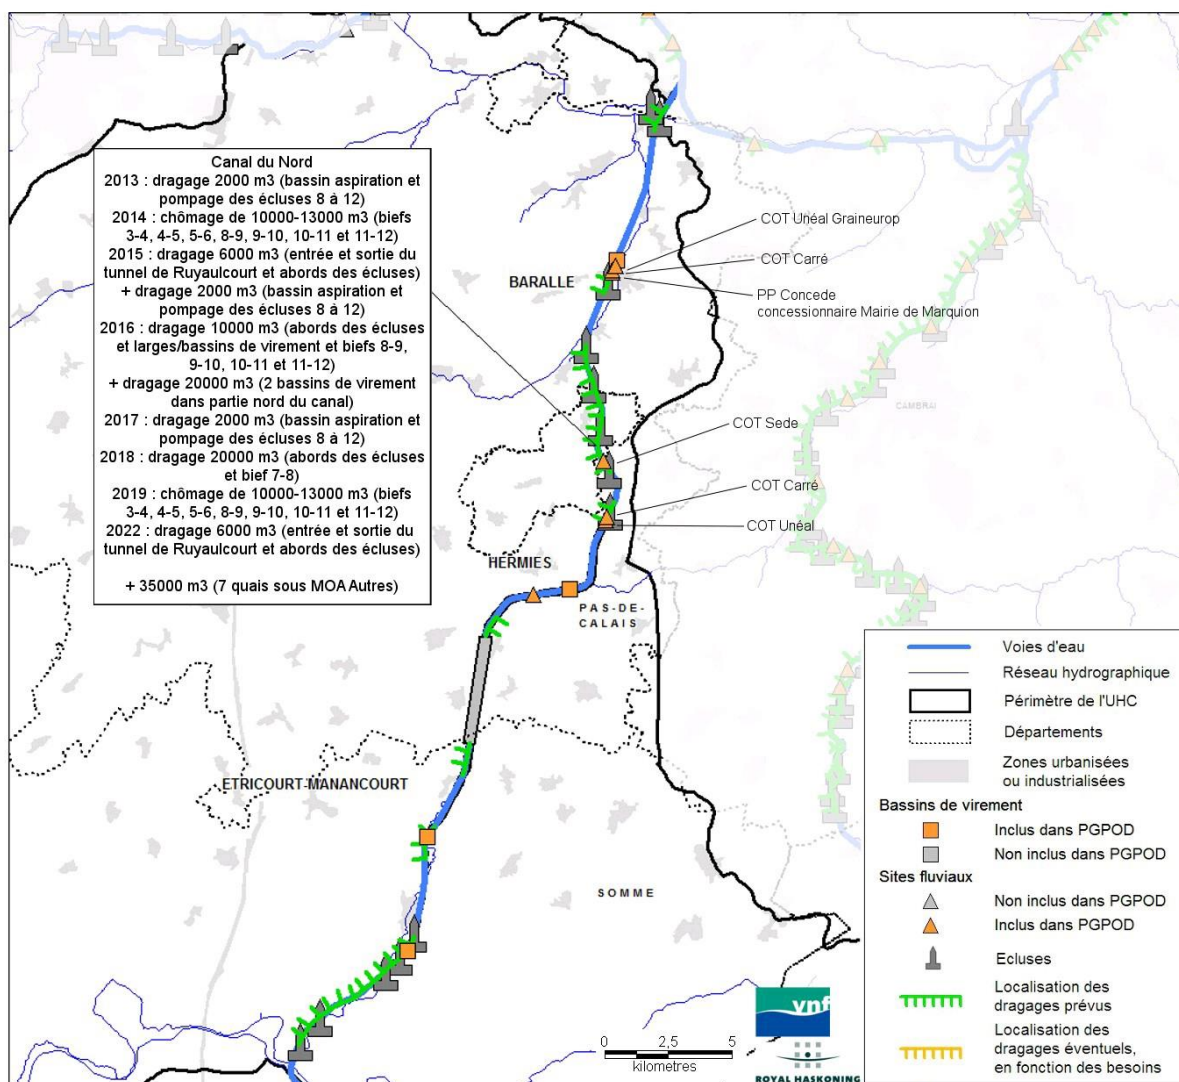 Canal du Nord
2013 : dragage 2000 m3 (bassin aspiration et
pompage des écluses 8 à 12)
2014 : chômage de 10000-13000 m3 (biefs
3-4, 4-5, 5-6, 8-9, 9-10, 10-11 et 11-12)
2015 : dragage 6000 m3 (entrée et sortie du
tunnel de Ruyaulcourt et abords des écluses)
+ dragage 2000 m3 (bassin aspiration et
pompage des écluses 8 à 12)
2016 : dragage 10000 m3 (abords des écluses
et larges/bassins de virement et biefs 8-9,
9-10, 10-11 et 11-12)
+ dragage 20000 m3 (2 bassins de virement
dans partie nord du canal)
2017 : dragage 2000 m3 (bassin aspiration et
pompage des écluses 8 à 12)
2018 : dragage 20000 m3 (abords des écluses
et bief 7-8)
2019 : chômage de 10000-13000 m3 (biefs
3-4, 4-5, 5-6, 8-9, 9-10, 10-11 et 11-12)
2022 : dragage 6000 m3 (entrée et sortie du
tunnel de Ruyaulcourt et abords des écluses)
+ 35000 m3 (7 quais sous MOA Autres)
COT Unéal Graineurop
COT Carré
BARALLE
PP Concede
concessionnaire Mairie de Marquion
CAMBRAI
COT Sede
COT Carré
COT Unéal
HERMIES
PAS-DE-
CALAIS
ETRICOURT-MANANCOURT
SOMME
Voies d'eau
Réseau hydrographique
Périmètre de l'UHC
Départements
Zones urbanisées
ou industrialisées
Bassins de virement
Inclus dans PGPOD
Non inclus dans PGPOD
Sites fluviaux
Non inclus dans PGPOD
Inclus dans PGPOD
Ecluses
Localisation des
dragages prévus
Localisation des
dragages éventuels,
en fonction des besoins
0 2,5 5
kilometres
vnf
ROYAL HASKONING